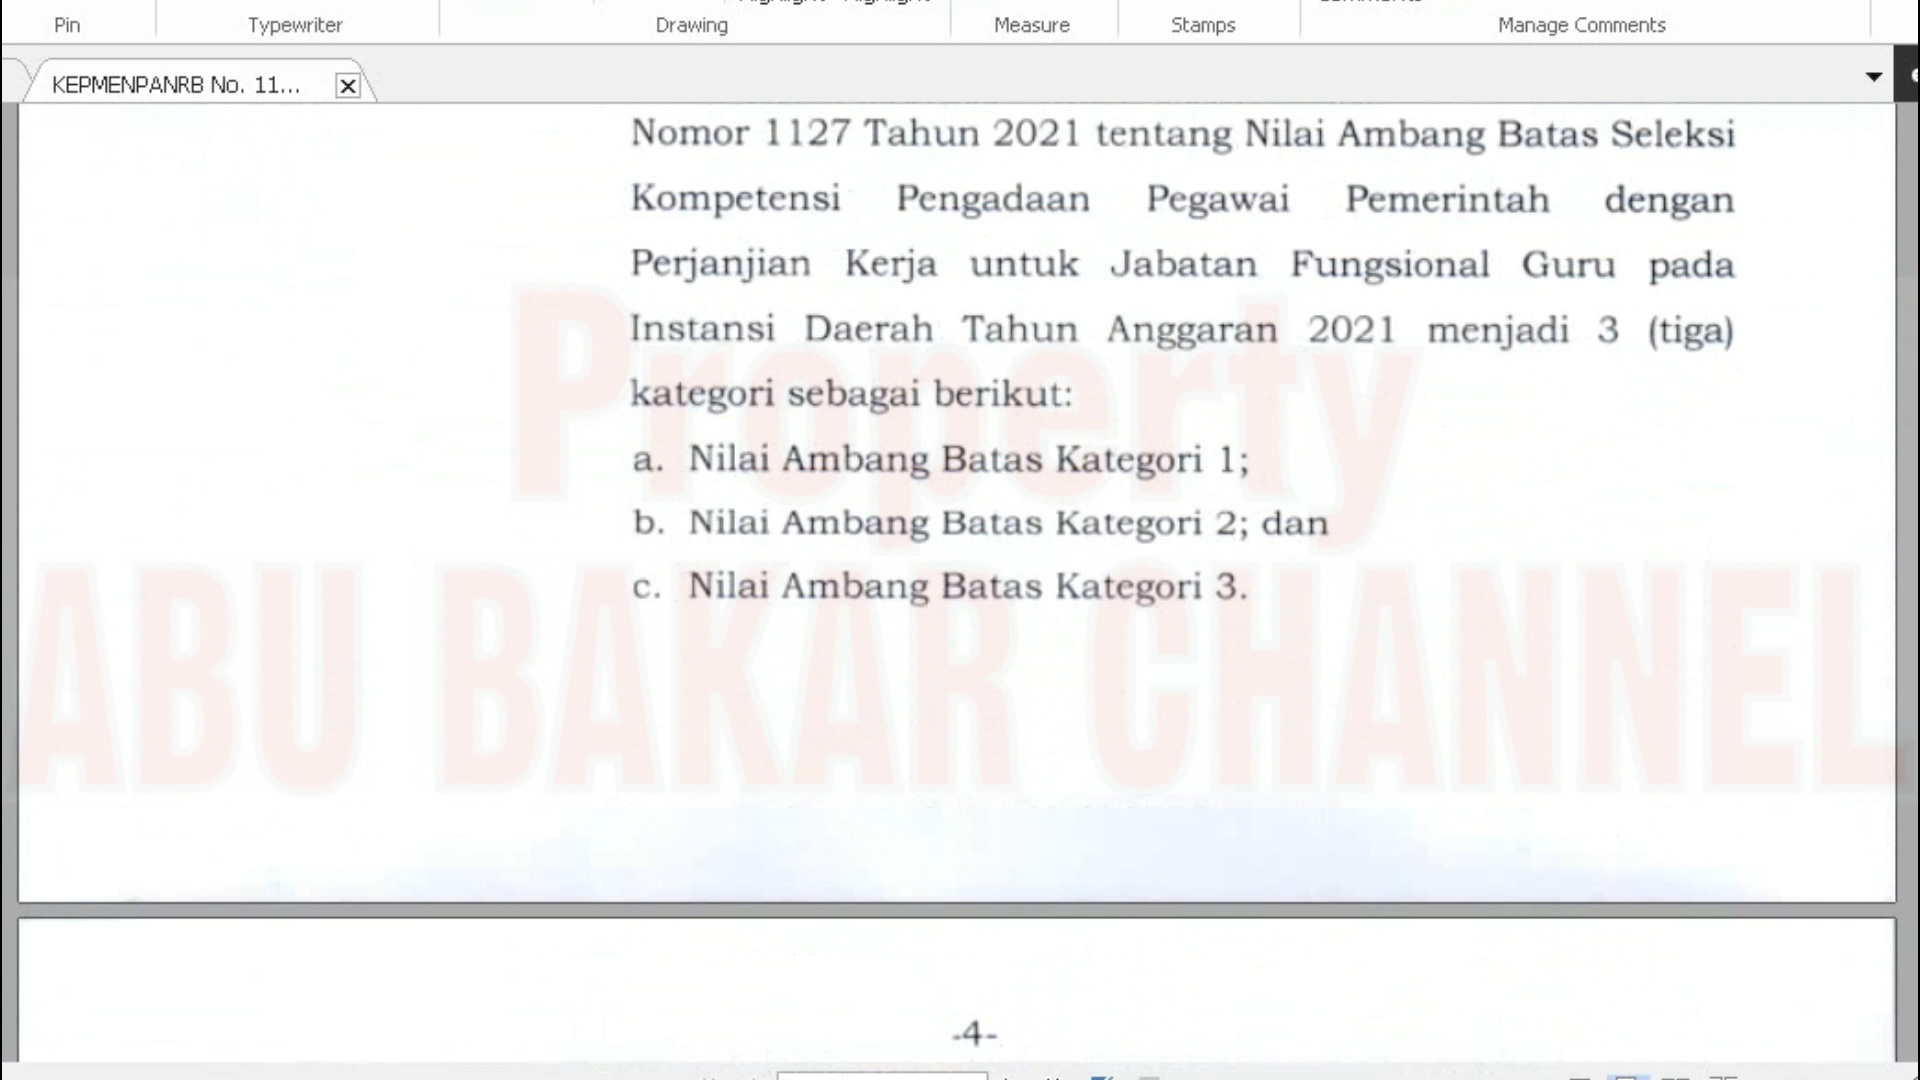 Pin Typewriter Drawing Measure Stamps Manage Comments
KEPMENPANRB No. 11...
Nomor 1127 Tahun 2021 tentang Nilai Ambang Batas Seleksi
Kompetensi Pengadaan Pegawai Pemerintah dengan
Perjanjian Kerja untuk Jabatan Fungsional Guru pada
Instansi Daerah Tahun Anggaran 2021 menjadi 3 (tiga)
kategori sebagai berikut:
a. Nilai Ambang Batas Kategori 1;
b. Nilai Ambang Batas Kategori 2; dan
c. Nilai Ambang Batas Kategori 3.
Property
ABU BAKAR CHANNEL
-4-